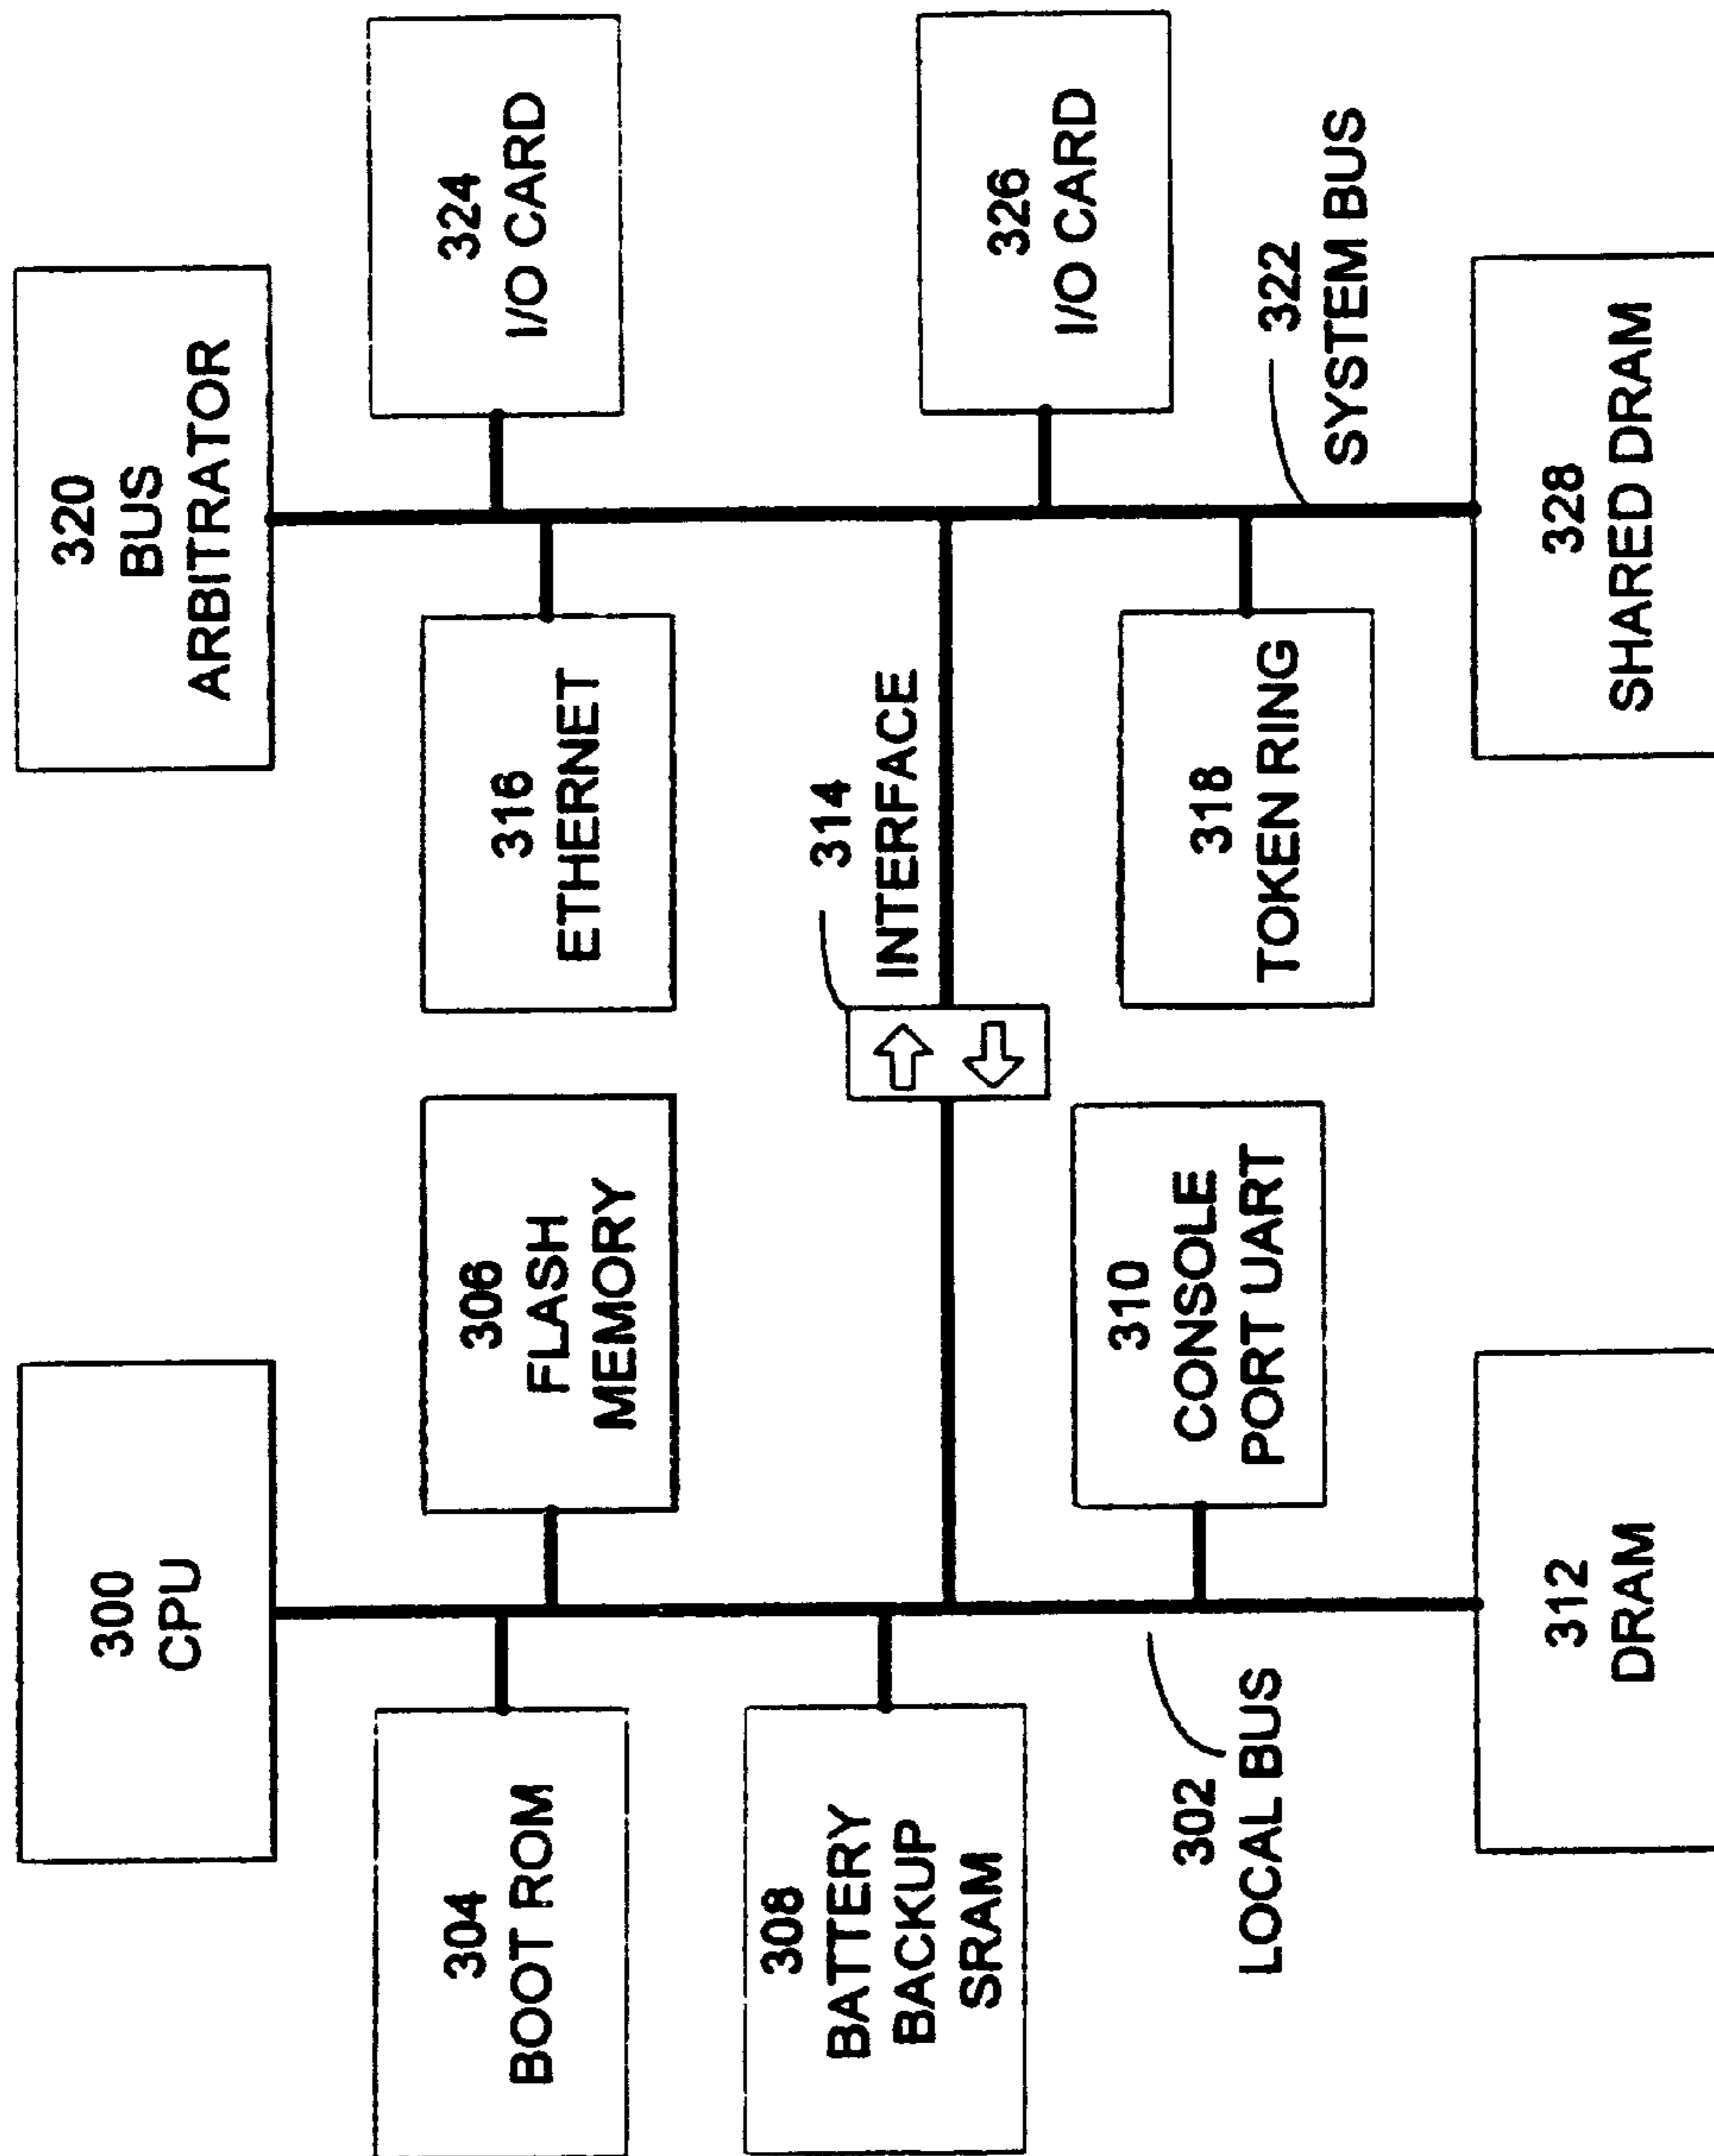 300
CPU
320
BUS
ARBITRATOR
304
BOOT ROM
306
FLASH
MEMORY
316
ETHERNET
324
I/O CARD
308
BATTERY
BACKUP
SRAM
314
INTERFACE
310
CONSOLE
PORT UART
318
TOKEN RING
326
I/O CARD
302
LOCAL BUS
322
SYSTEM BUS
312
DRAM
328
SHARED DRAM